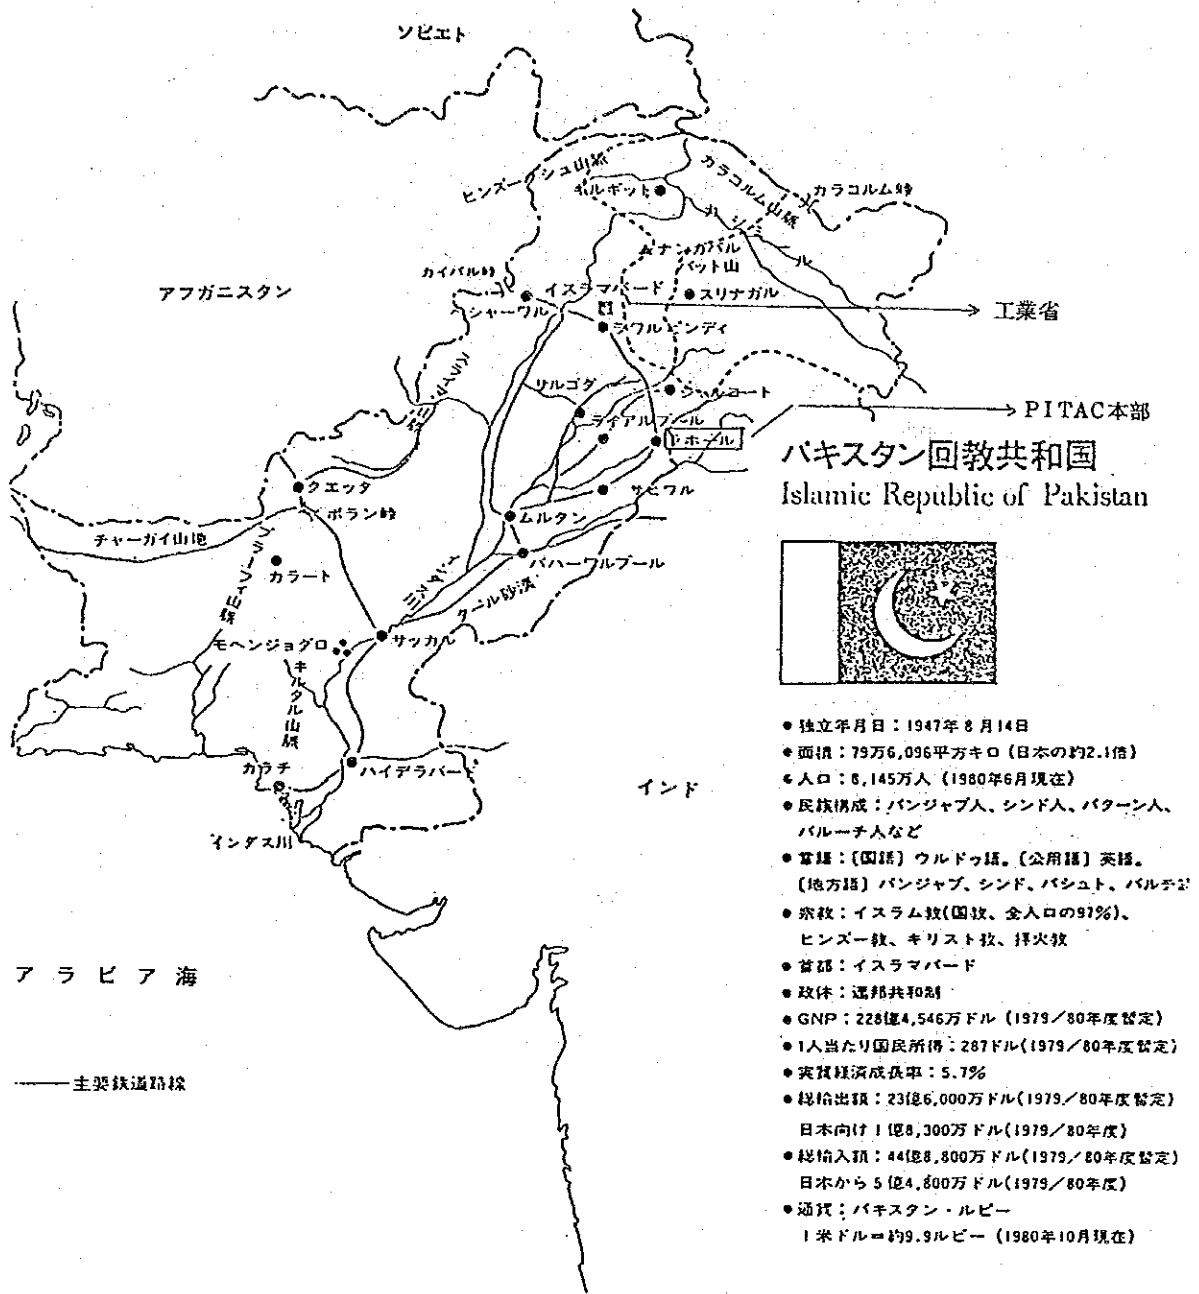 ソビエト
ヒンズークシュ山脈
ギルギット
カラコルム山脈
カラコルム峠
カシミール
ナンガパル
バット山
カイバル峠
アフガニスタン
イスラマバード
スリナガル
ペシャーワル
ラワルピンディ
工業省
サルゴダ
シャルコート
ライアルプール
PITAC本部
ラホール
パキスタン回教共和国
Islamic Republic of Pakistan
クエッタ
サヒワル
ムルタン
ボラン峠
チャーガイ山地
バハーワルプール
カラート
インダス川
タール砂漠
ブラーフイ山脈
モヘンジョダロ
サッカル
キルタル山脈
カラチ
ハイデラバード
インド
インダス川
アラビア海
主要鉄道路線
●独立年月日：1947年8月14日
●面積：79万6,096平方キロ（日本の約2.1倍）
●人口：8,145万人（1980年6月現在）
●民族構成：パンジャブ人、シンド人、パターン人、
バルーチ人など
●言語：〔国語〕ウルドゥ語。〔公用語〕英語。
〔地方語〕パンジャブ、シンド、パシュト、バルチ語
●宗教：イスラム教(国教、全人口の97%)、
ヒンズー教、キリスト教、拝火教
●首都：イスラマバード
●政体：連邦共和制
●GNP：228億4,546万ドル（1979／80年度暫定）
●1人当たり国民所得：287ドル(1979／80年度暫定)
●実質経済成長率：5.7%
●総輸出額：23億6,000万ドル(1979／80年度暫定)
日本向け1億8,300万ドル(1979／80年度)
●総輸入額：44億8,800万ドル(1979／80年度暫定)
日本から5億4,800万ドル(1979／80年度)
●通貨：パキスタン・ルピー
1米ドル＝約9.9ルピー（1980年10月現在）